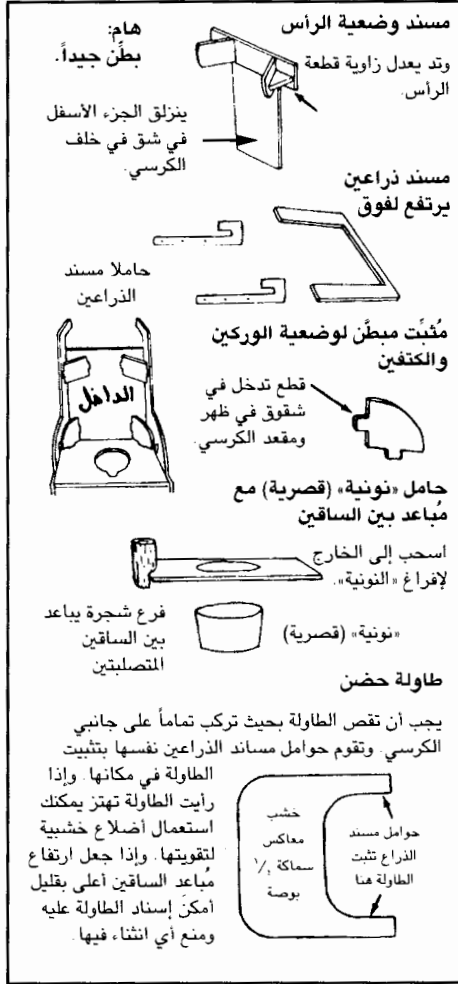 مسند وضعية الرأس
هام:
بطِّن جيداً.
وتد يعدل زاوية قطعة
الرأس.
ينزلق الجزء الأسفل
في شق في خلف
الكرسي.
مسند ذراعين
يرتفع لفوق
حاملا مسند
الذراعين
مُثبِّت مبطَّن لوضعية الوركين
والكتفين
الداخل
قطع تدخل في
شقوق في ظهر
ومقعد الكرسي.
حامل «نونية» (قصرية) مع
مُباعد بين الساقين
اسحب إلى الخارج
لإفراغ «النونية».
فرع شجرة يباعد
بين الساقين
المتصلبتين
«نونية» (قصرية)
طاولة حضن
يجب أن تقص الطاولة بحيث تركب تماماً على جانبي
الكرسي. وتقوم حوامل مساند الذراعين نفسها بتثبيت
الطاولة في مكانها. وإذا
رأيت الطاولة تهتز يمكنك
استعمال أضلاع خشبية
لتقويتها. وإذا جعل ارتفاع
مُباعد الساقين أعلى بقليل
أمكنَ إسناد الطاولة عليه
ومنع أي انثناء فيها.
خشب
معاكس
سماكة
بوصة
حوامل مسند
الذراع تثبت
الطاولة هنا